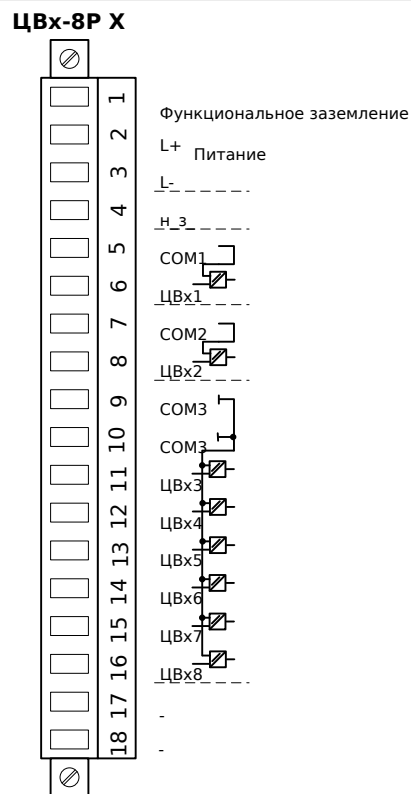 ЦВх-8Р X
1
Функциональное заземление
2
L+ Питание
3
L-
4
н_з_
5
COM1
6
ЦВх1
7
COM2
8
ЦВх2
9
COM3
10
COM3
11
ЦВх3
12
ЦВх4
13
ЦВх5
14
ЦВх6
15
ЦВх7
16
ЦВх8
17
-
18
-